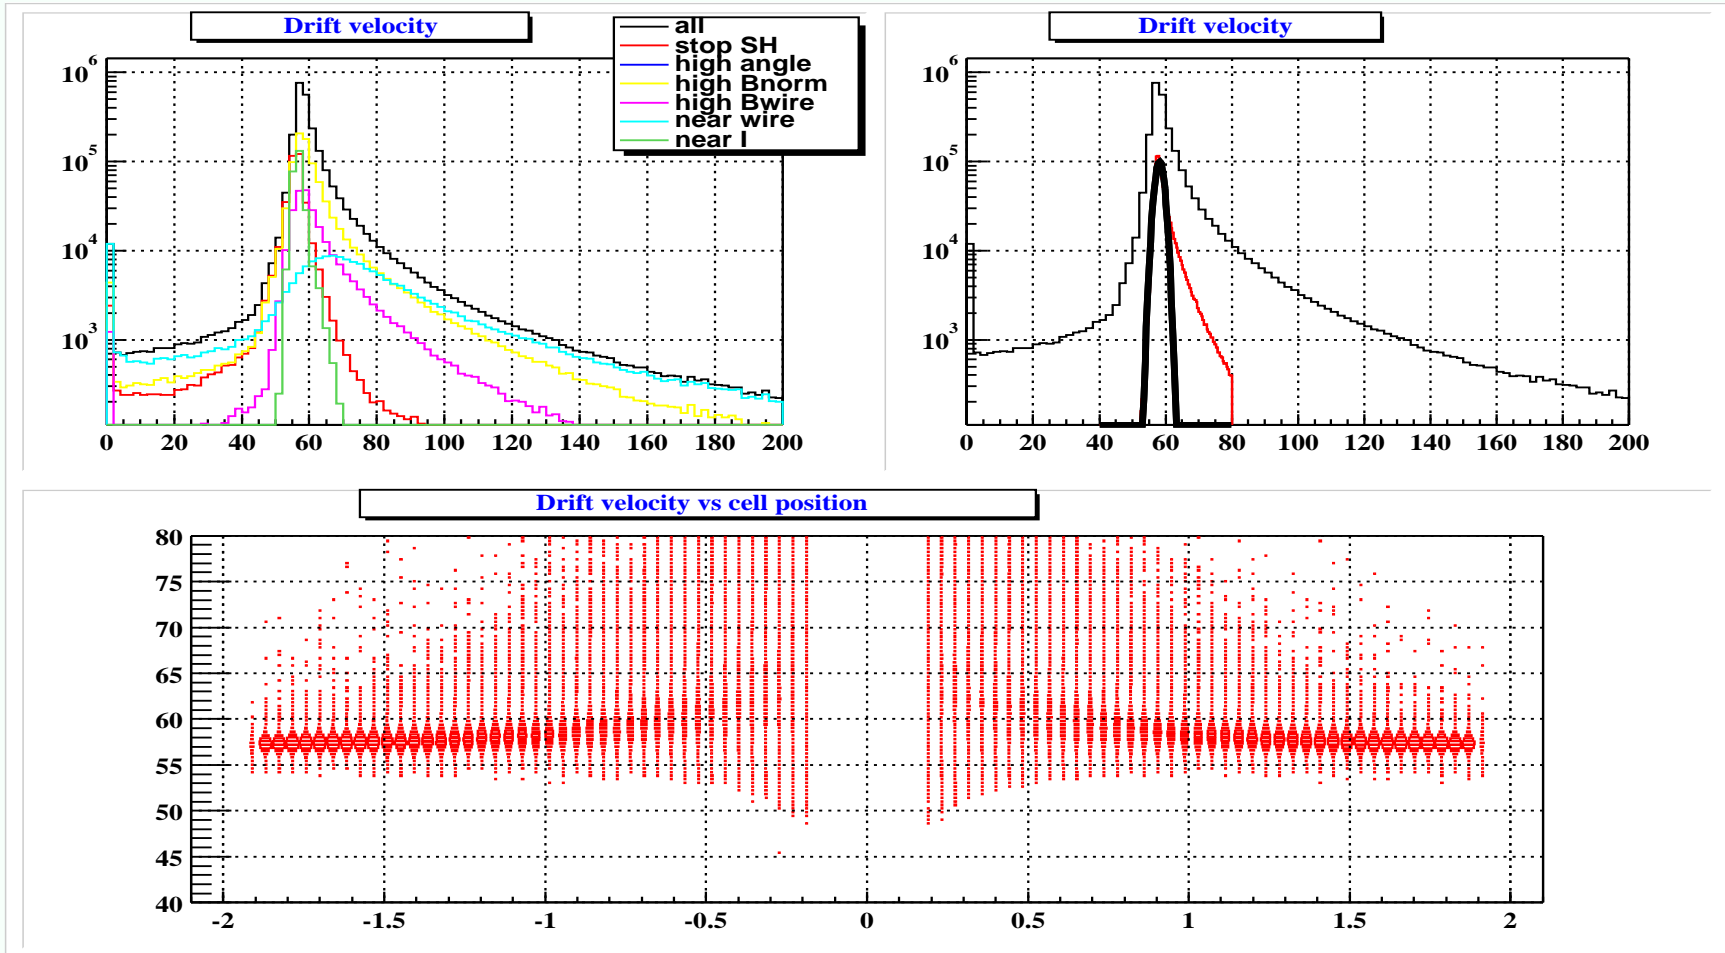 Drift velocity
all
stop SH
high angle
high Bnorm
high Bwire
near wire
near I
10^6
10^5
10^4
10^3
0 20 40 60 80 100 120 140 160 180 200
Drift velocity
10^6
10^5
10^4
10^3
0 20 40 60 80 100 120 140 160 180 200
Drift velocity vs cell position
80
75
70
65
60
55
50
45
40
-2 -1.5 -1 -0.5 0 0.5 1 1.5 2